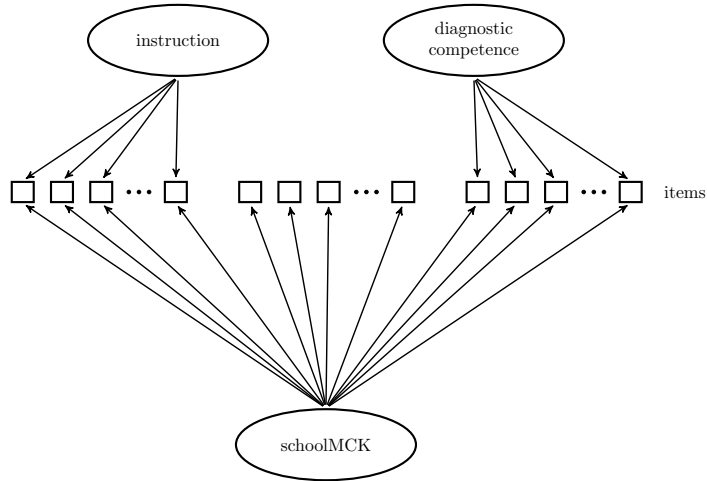 instruction
diagnostic
competence
items
schoolMCK